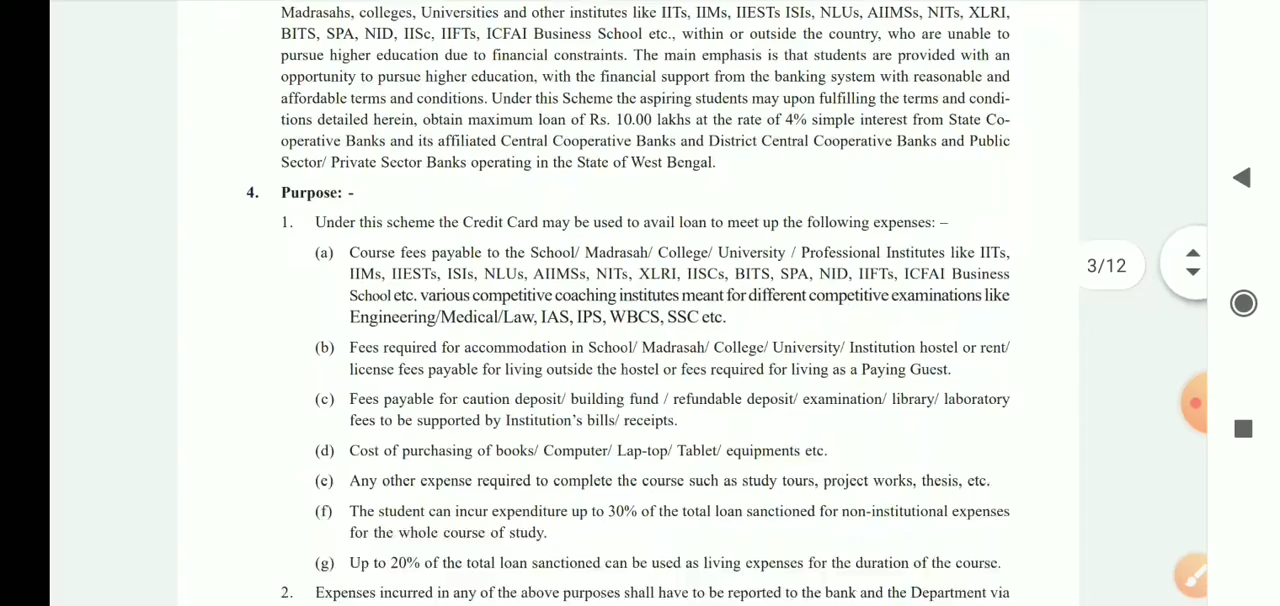 Madrasahs, colleges, Universities and other institutes like IITs, IIMs, IIESTs ISIs, NLUs, AIIMSs, NITs, XLRI,
BITS, SPA, NID, IISc, IIFTs, ICFAI Business School etc., within or outside the country, who are unable to
pursue higher education due to financial constraints. The main emphasis is that students are provided with an
opportunity to pursue higher education, with the financial support from the banking system with reasonable and
affordable terms and conditions. Under this Scheme the aspiring students may upon fulfilling the terms and condi-
tions detailed herein, obtain maximum loan of Rs. 10.00 lakhs at the rate of 4% simple interest from State Co-
operative Banks and its affiliated Central Cooperative Banks and District Central Cooperative Banks and Public
Sector/ Private Sector Banks operating in the State of West Bengal.
4. Purpose: -
1. Under this scheme the Credit Card may be used to avail loan to meet up the following expenses: –
(a) Course fees payable to the School/ Madrasah/ College/ University / Professional Institutes like IITs,
IIMs, IIESTs, ISIs, NLUs, AIIMSs, NITs, XLRI, IISCs, BITS, SPA, NID, IIFTs, ICFAI Business
School etc. various competitive coaching institutes meant for different competitive examinations like
Engineering/Medical/Law, IAS, IPS, WBCS, SSC etc.
(b) Fees required for accommodation in School/ Madrasah/ College/ University/ Institution hostel or rent/
license fees payable for living outside the hostel or fees required for living as a Paying Guest.
(c) Fees payable for caution deposit/ building fund / refundable deposit/ examination/ library/ laboratory
fees to be supported by Institution's bills/ receipts.
(d) Cost of purchasing of books/ Computer/ Lap-top/ Tablet/ equipments etc.
(e) Any other expense required to complete the course such as study tours, project works, thesis, etc.
(f) The student can incur expenditure up to 30% of the total loan sanctioned for non-institutional expenses
for the whole course of study.
(g) Up to 20% of the total loan sanctioned can be used as living expenses for the duration of the course.
2. Expenses incurred in any of the above purposes shall have to be reported to the bank and the Department via
3/12